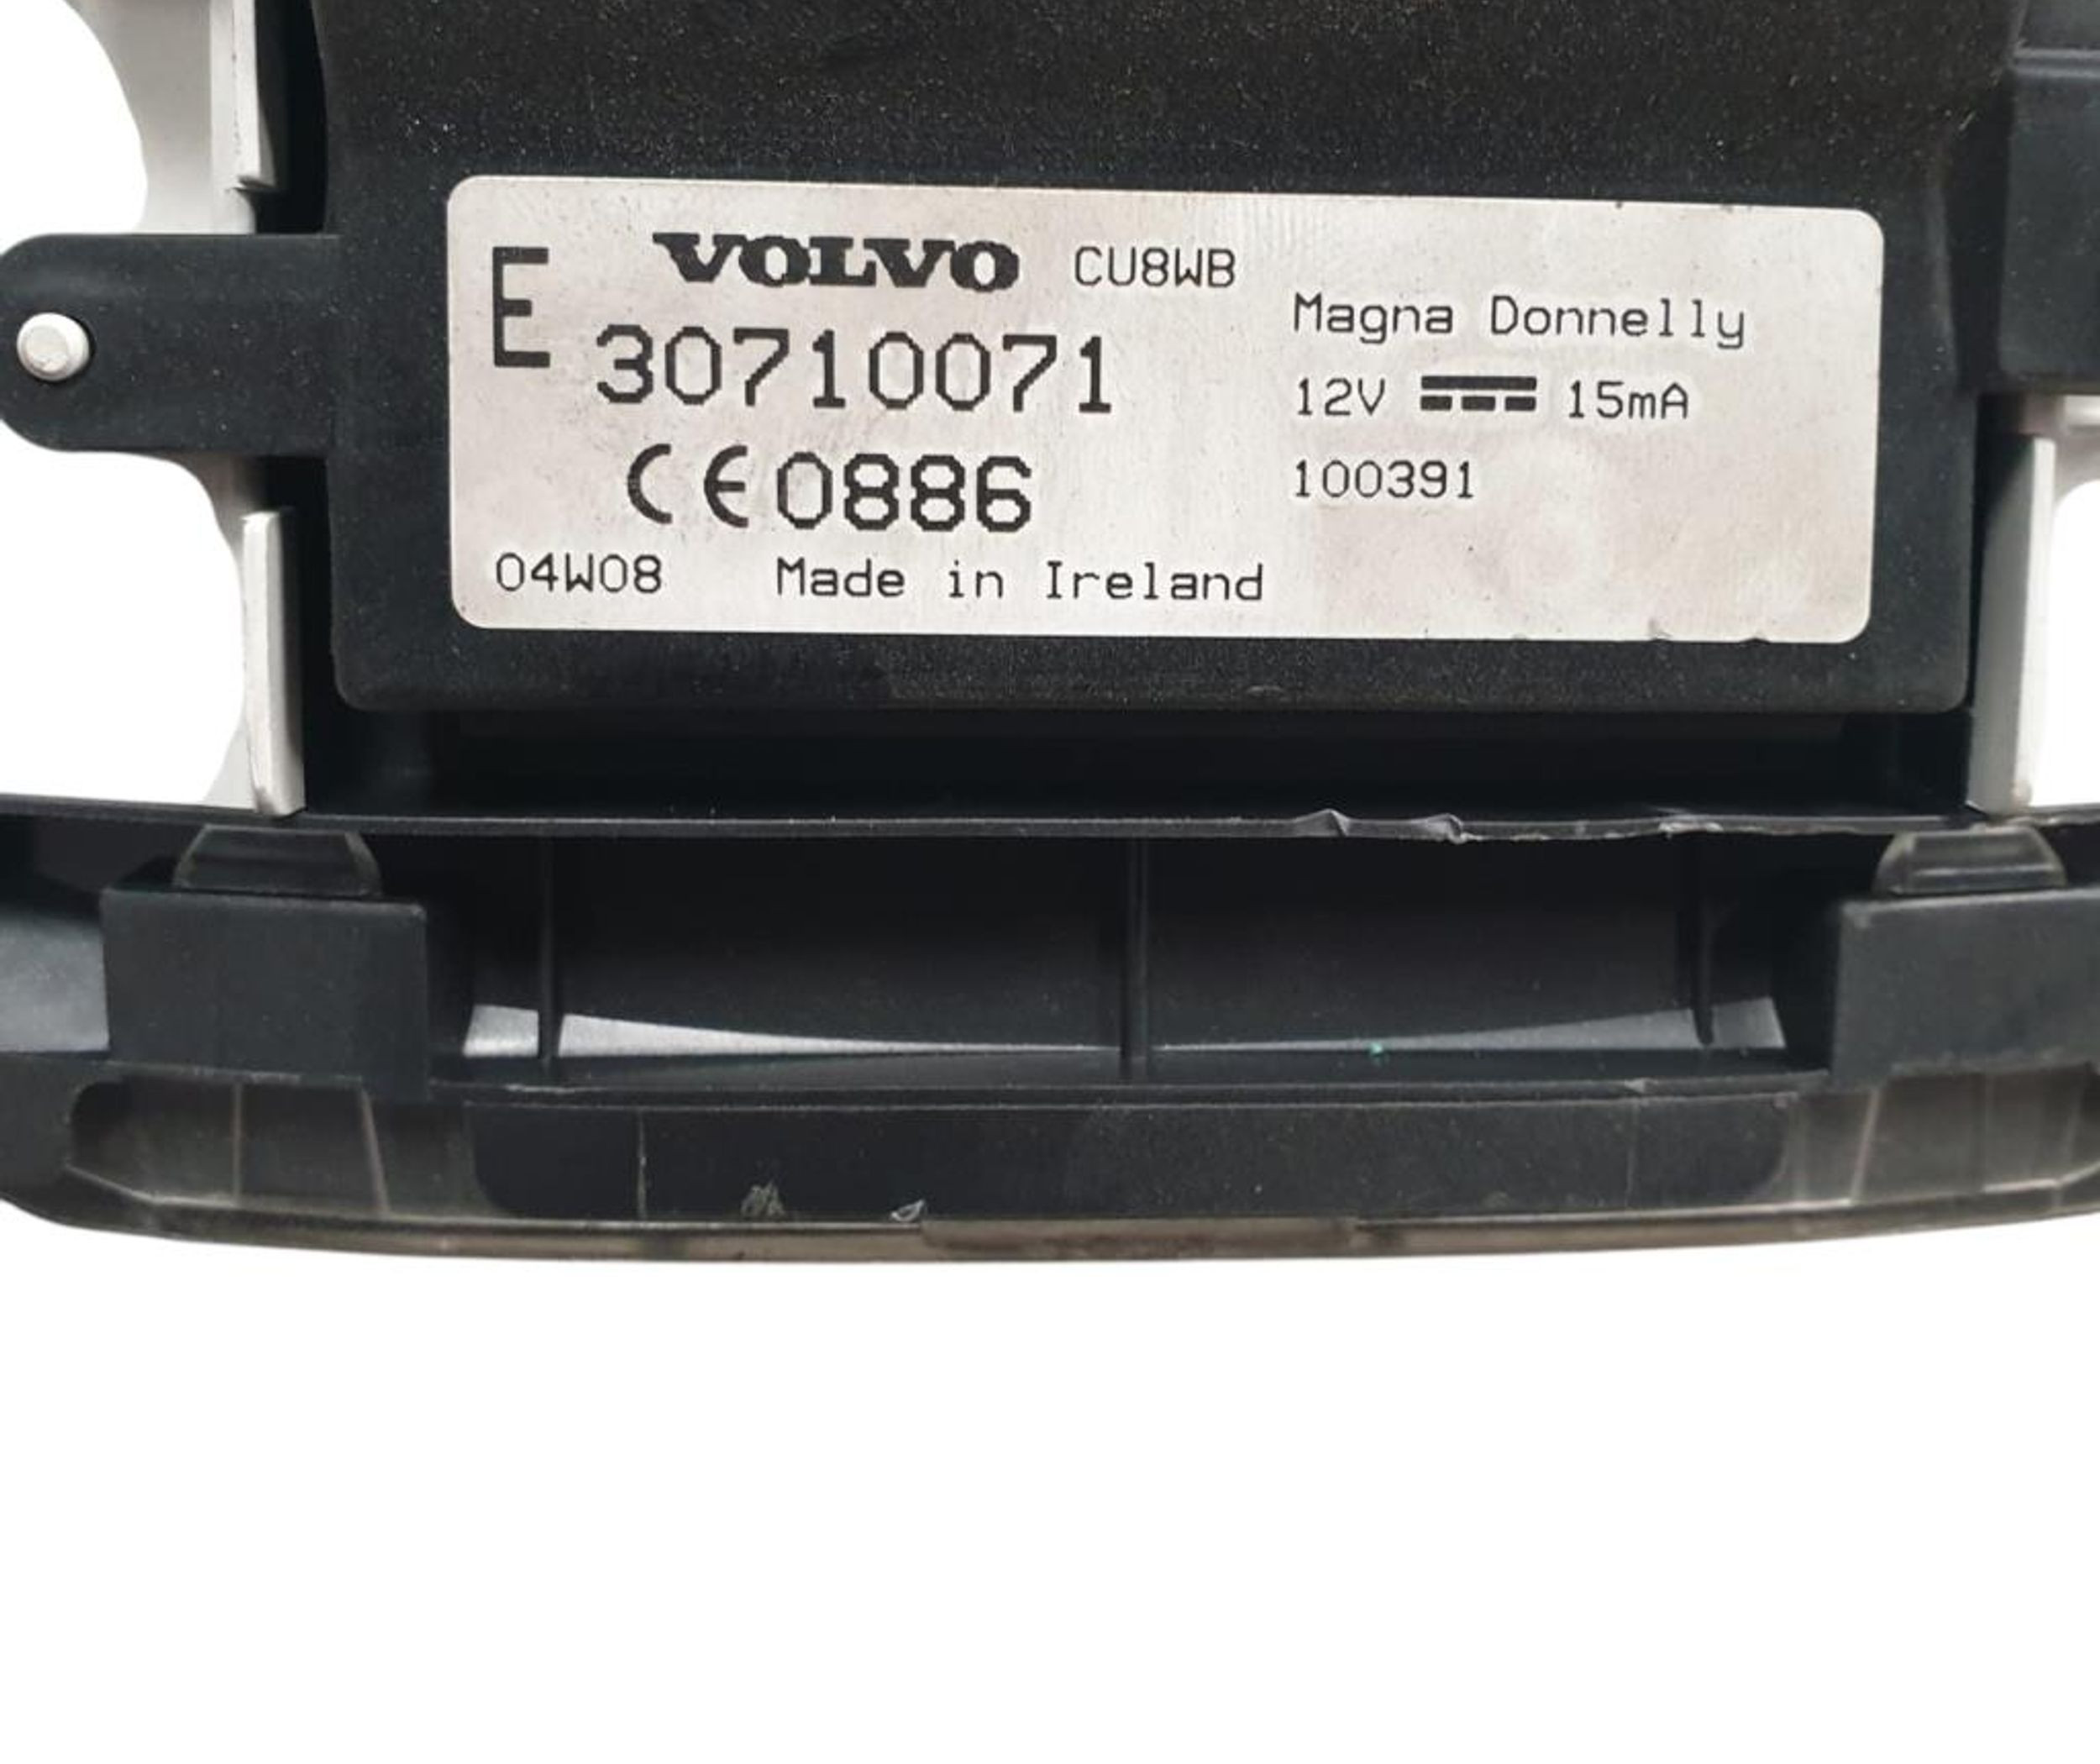 E VOLVO CU8WB
30710071
CE0886
04W08 Made in Ireland
Magna Donnelly
12V ⎓ 15mA
100391